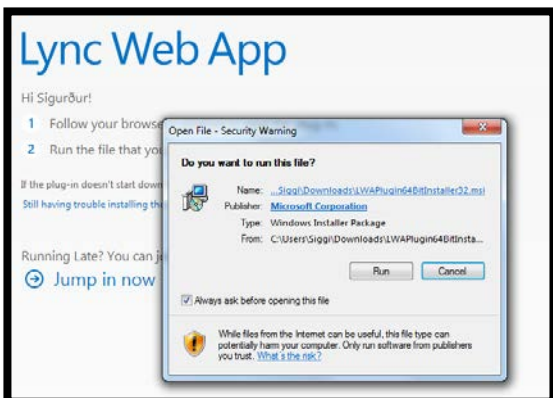 Lync Web App
Hi Sigurður!
1 Follow your browse
2 Run the file that you
If the plug-in doesn't start down
Still having trouble installing the
Running Late? You can j
Jump in now
Open File - Security Warning
Do you want to run this file?
Name: ...Siggi\Downloads\LWAPlugin64BitInstaller32.msi
Publisher: Microsoft Corporation
Type: Windows Installer Package
From: C:\Users\Siggi\Downloads\LWAPlugin64BitInsta...
Run Cancel
Always ask before opening this file
While files from the Internet can be useful, this file type can
potentially harm your computer. Only run software from publishers
you trust. What's the risk?